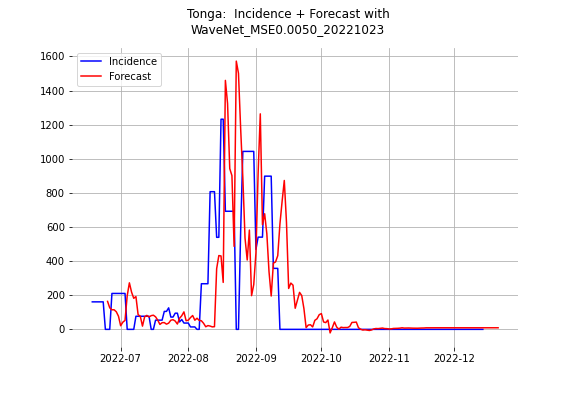 Tonga:  Incidence + Forecast with
WaveNet_MSE0.0050_20221023
Incidence
Forecast
1600
1400
1200
1000
800
600
400
200
0
2022-07 2022-08 2022-09 2022-10 2022-11 2022-12